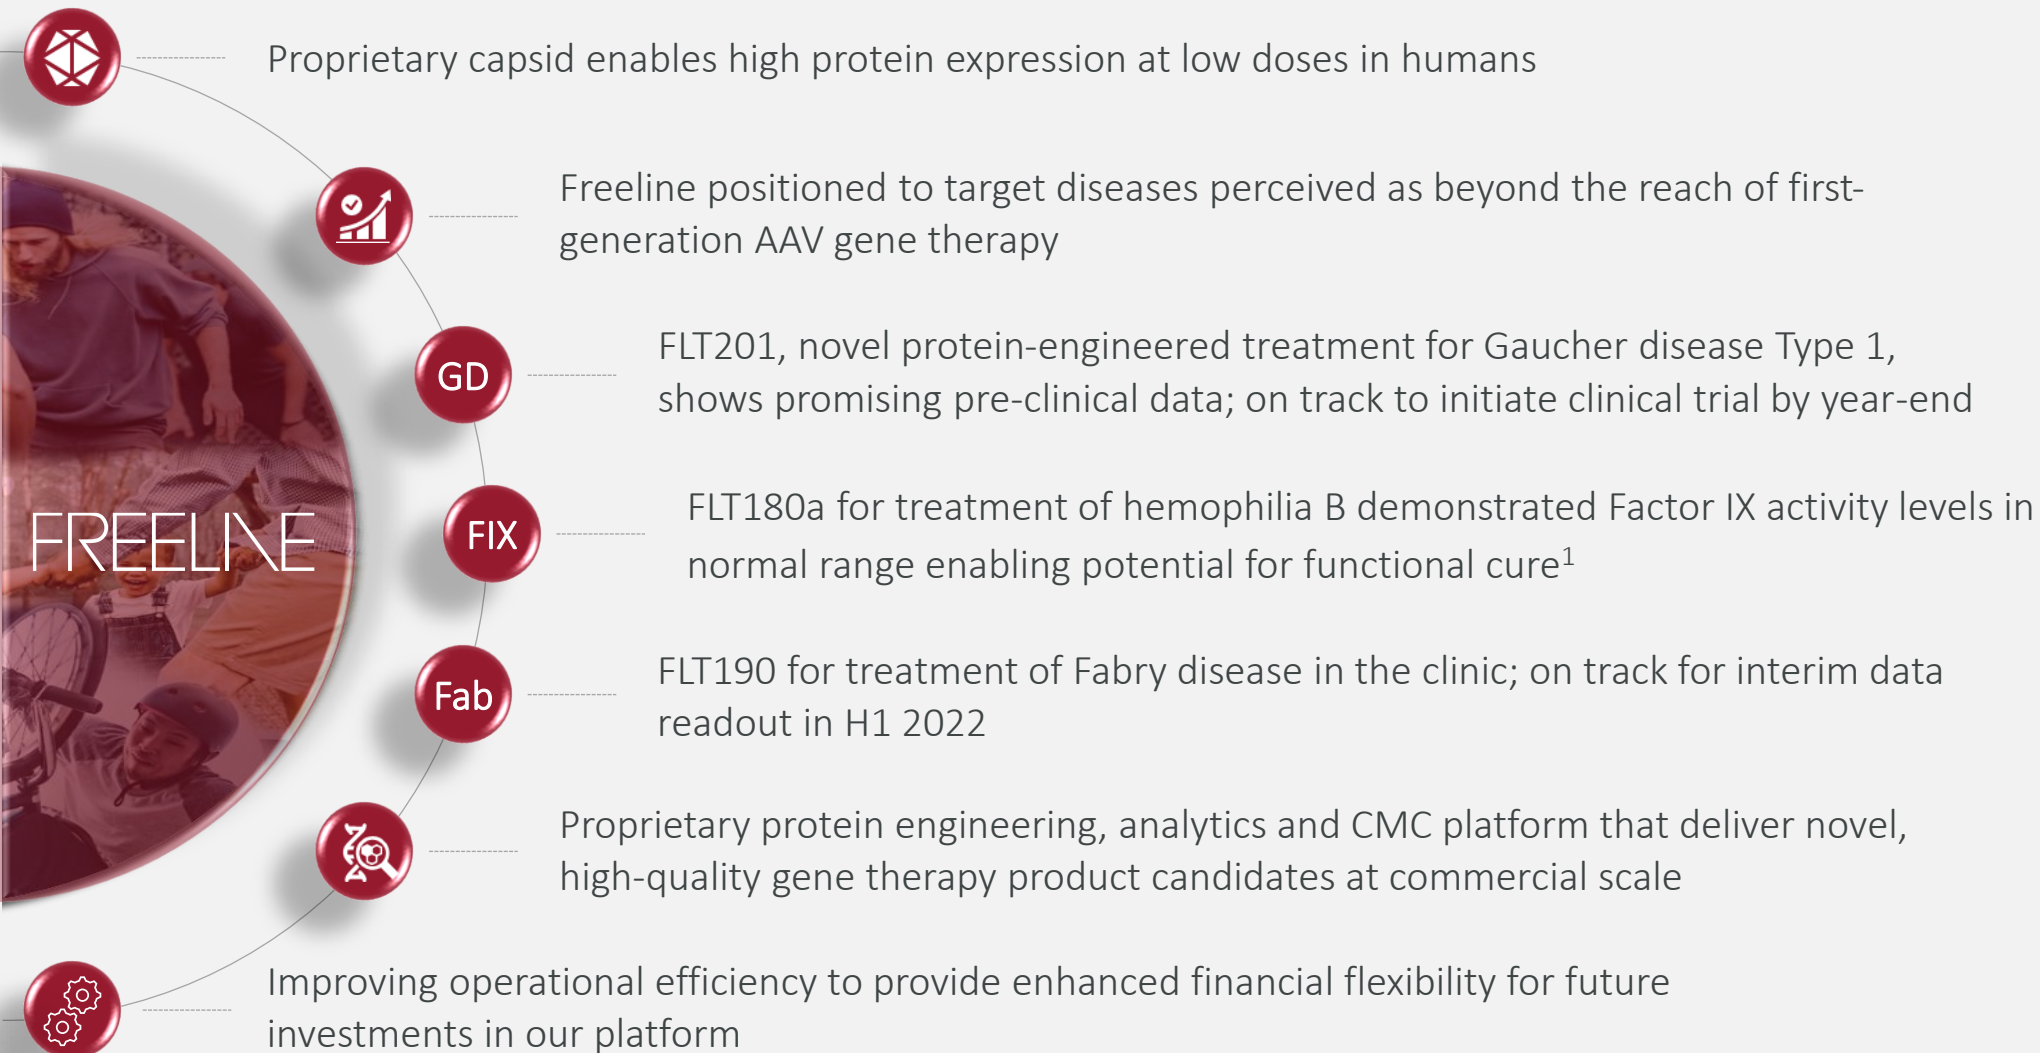 Proprietary capsid enables high protein expression at low doses in humans
Freeline positioned to target diseases perceived as beyond the reach of first-
generation AAV gene therapy
GD
FLT201, novel protein-engineered treatment for Gaucher disease Type 1,
shows promising pre-clinical data; on track to initiate clinical trial by year-end
FREELINE
FIX
FLT180a for treatment of hemophilia B demonstrated Factor IX activity levels in
normal range enabling potential for functional cure¹
Fab
FLT190 for treatment of Fabry disease in the clinic; on track for interim data
readout in H1 2022
Proprietary protein engineering, analytics and CMC platform that deliver novel,
high-quality gene therapy product candidates at commercial scale
Improving operational efficiency to provide enhanced financial flexibility for future
investments in our platform